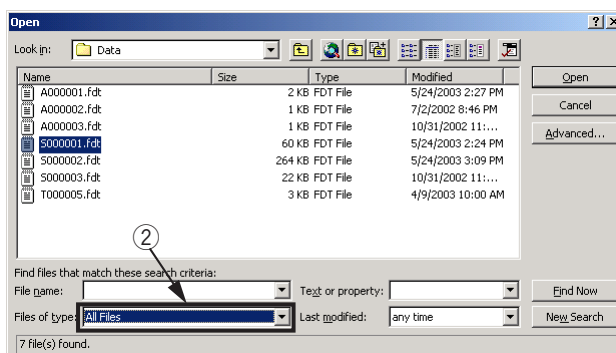 Open
Look in: Data
Name Size Type Modified
A000001.fdt 2 KB FDT File 5/24/2003 2:27 PM
A000002.fdt 1 KB FDT File 7/2/2002 8:46 PM
A000003.fdt 1 KB FDT File 10/31/2002 11:...
S000001.fdt 60 KB FDT File 5/24/2003 2:24 PM
S000002.fdt 264 KB FDT File 5/24/2003 3:09 PM
S000003.fdt 22 KB FDT File 10/31/2002 11:...
T000005.fdt 3 KB FDT File 4/9/2003 10:00 AM
Open
Cancel
Advanced...
2
Find files that match these search criteria:
File name: Text or property: Find Now
Files of type: All Files Last modified: any time New Search
7 file(s) found.